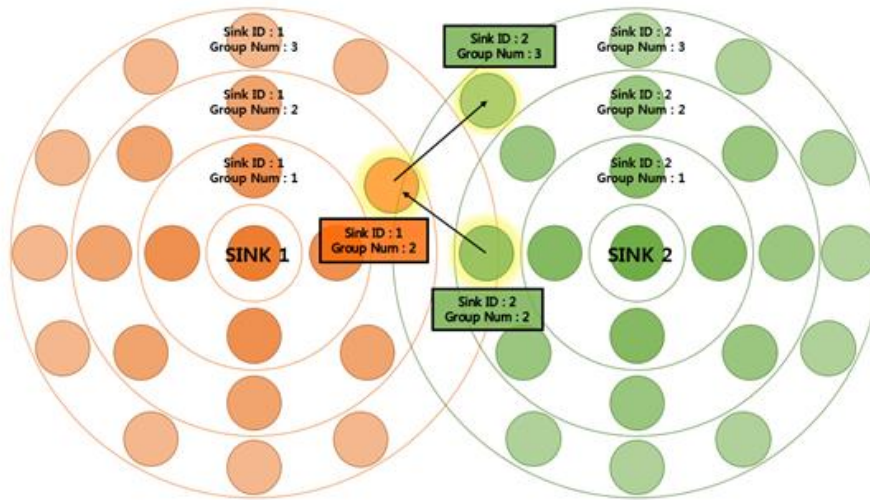 Sink ID : 1
Group Num : 3
Sink ID : 1
Group Num : 2
Sink ID : 1
Group Num : 1
SINK 1
Sink ID : 1
Group Num : 2
Sink ID : 2
Group Num : 3
Sink ID : 2
Group Num : 2
Sink ID : 2
Group Num : 3
Sink ID : 2
Group Num : 2
Sink ID : 2
Group Num : 1
SINK 2